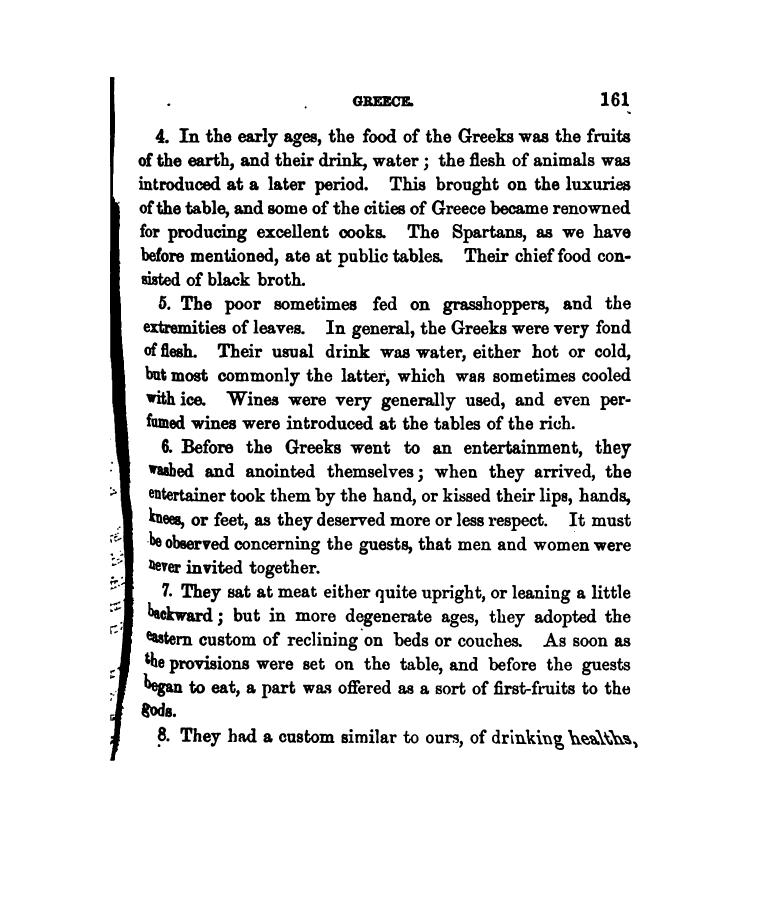 GREECE. 161
4. In the early ages, the food of the Greeks was the fruits
of the earth, and their drink, water ; the flesh of animals was
introduced at a later period. This brought on the luxuries
of the table, and some of the cities of Greece became renowned
for producing excellent cooks. The Spartans, as we have
before mentioned, ate at public tables. Their chief food con-
sisted of black broth.
5. The poor sometimes fed on grasshoppers, and the
extremities of leaves. In general, the Greeks were very fond
of flesh. Their usual drink was water, either hot or cold,
but most commonly the latter, which was sometimes cooled
with ice. Wines were very generally used, and even per-
fumed wines were introduced at the tables of the rich.
6. Before the Greeks went to an entertainment, they
washed and anointed themselves ; when they arrived, the
entertainer took them by the hand, or kissed their lips, hands,
knees, or feet, as they deserved more or less respect. It must
be observed concerning the guests, that men and women were
never invited together.
7. They sat at meat either quite upright, or leaning a little
backward ; but in more degenerate ages, they adopted the
eastern custom of reclining on beds or couches. As soon as
the provisions were set on the table, and before the guests
began to eat, a part was offered as a sort of first-fruits to the
gods.
8. They had a custom similar to ours, of drinking healths,